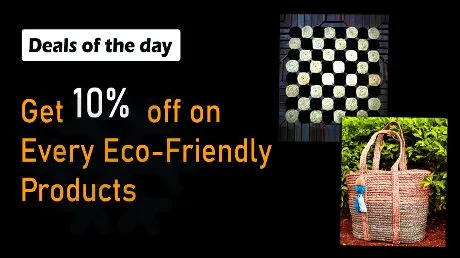 Deals of the day
Get 10% off on
Every Eco-Friendly
Products